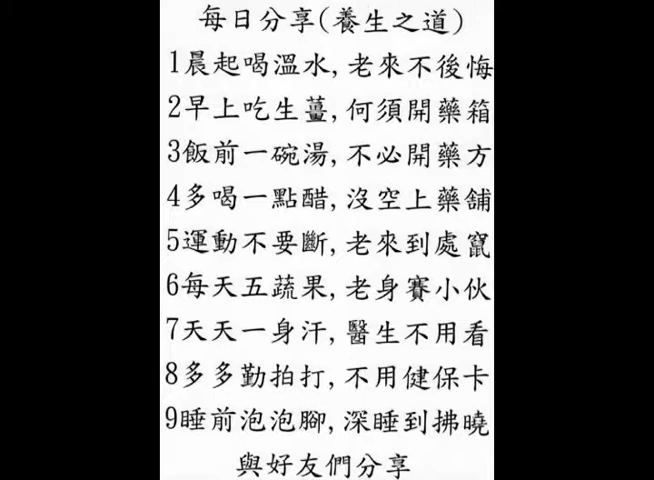 每日分享(養生之道)
1晨起喝溫水,老來不後悔
2早上吃生薑,何須開藥箱
3飯前一碗湯,不必開藥方
4多喝一點醋,沒空上藥舖
5運動不要斷,老來到處竄
6每天五蔬果,老身賽小伙
7天天一身汗,醫生不用看
8多多勤拍打,不用健保卡
9睡前泡泡腳,深睡到拂曉
與好友們分享